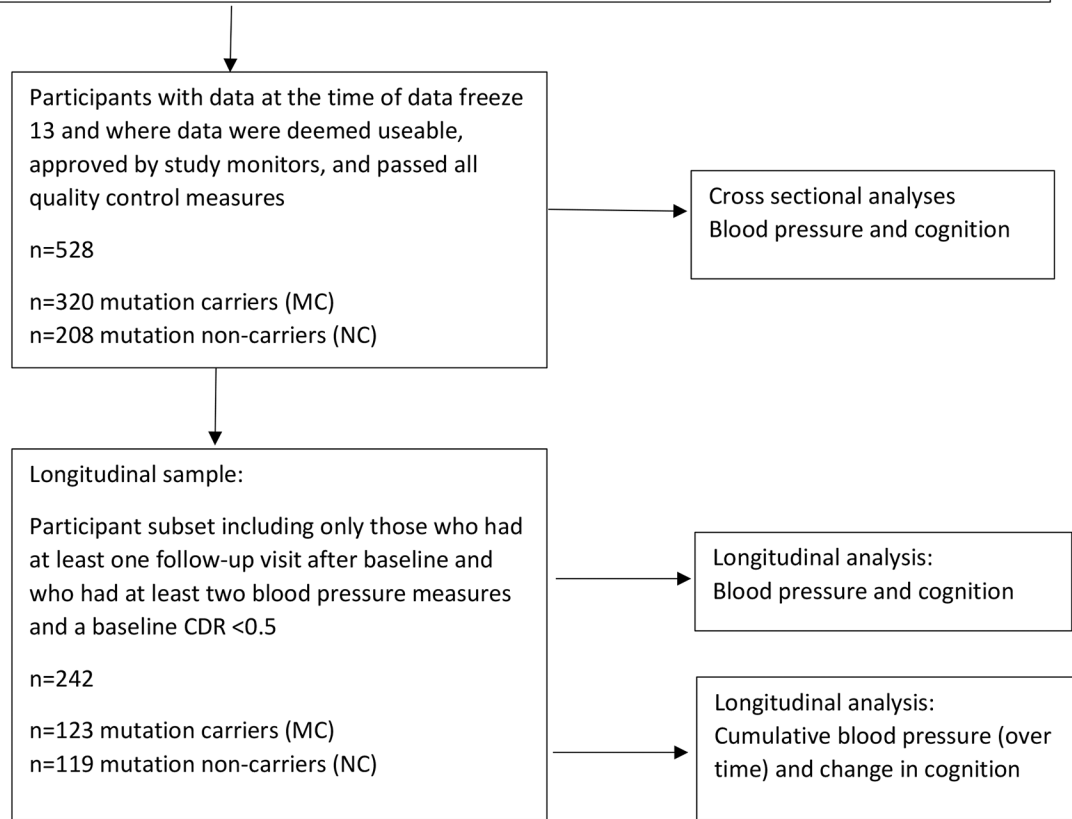 Participants with data at the time of data freeze
13 and where data were deemed useable,
approved by study monitors, and passed all
quality control measures
n=528
n=320 mutation carriers (MC)
n=208 mutation non-carriers (NC)
Cross sectional analyses
Blood pressure and cognition
Longitudinal sample:
Participant subset including only those who had
at least one follow-up visit after baseline and
who had at least two blood pressure measures
and a baseline CDR <0.5
n=242
n=123 mutation carriers (MC)
n=119 mutation non-carriers (NC)
Longitudinal analysis:
Blood pressure and cognition
Longitudinal analysis:
Cumulative blood pressure (over
time) and change in cognition